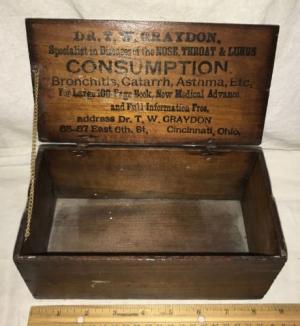 DR. T. W. GRAYDON,
Specialist in Diseases of the NOSE, THROAT & LUNGS
CONSUMPTION,
Bronchitis, Catarrh, Asthma, Etc.
For Large 100 Page Book, New Medical Advance
and Full Information Free,
address Dr. T. W. GRAYDON
65-67 East 6th. St, Cincinnati, Ohio.